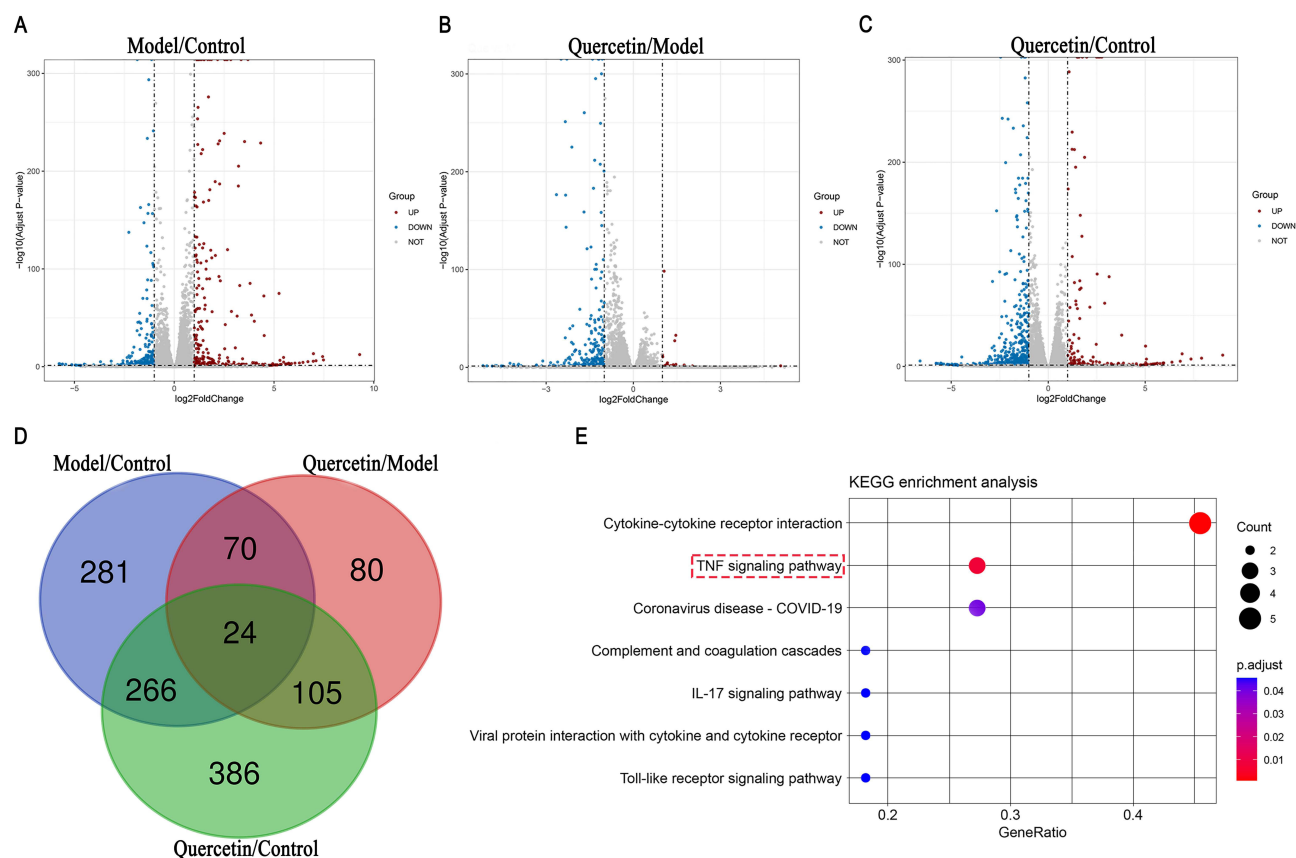 A
Model/Control
300
200
100
0
−log10(Adjust P−value)
−5
0
5
10
log2FoldChange
Group
UP
DOWN
NOT
B
Quercetin/Model
300
200
100
0
−log10(Adjust P−value)
−3
0
3
log2FoldChange
Group
UP
DOWN
NOT
C
Quercetin/Control
300
200
100
0
−log10(Adjust P−value)
−5
0
5
log2FoldChange
Group
UP
DOWN
NOT
D
Model/Control
Quercetin/Model
281
70
80
24
266
105
386
Quercetin/Control
E
KEGG enrichment analysis
Cytokine-cytokine receptor interaction
TNF signaling pathway
Coronavirus disease - COVID-19
Complement and coagulation cascades
IL-17 signaling pathway
Viral protein interaction with cytokine and cytokine receptor
Toll-like receptor signaling pathway
0.2
0.3
0.4
GeneRatio
Count
2
3
4
5
p.adjust
0.04
0.03
0.02
0.01